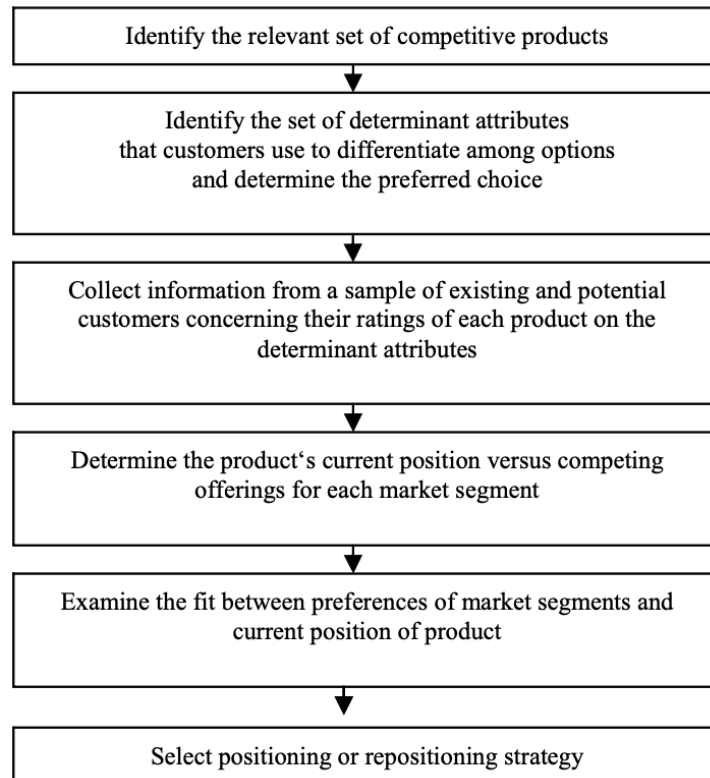 Identify the relevant set of competitive products
Identify the set of determinant attributes
that customers use to differentiate among options
and determine the preferred choice
Collect information from a sample of existing and potential
customers concerning their ratings of each product on the
determinant attributes
Determine the product‘s current position versus competing
offerings for each market segment
Examine the fit between preferences of market segments and
current position of product
Select positioning or repositioning strategy